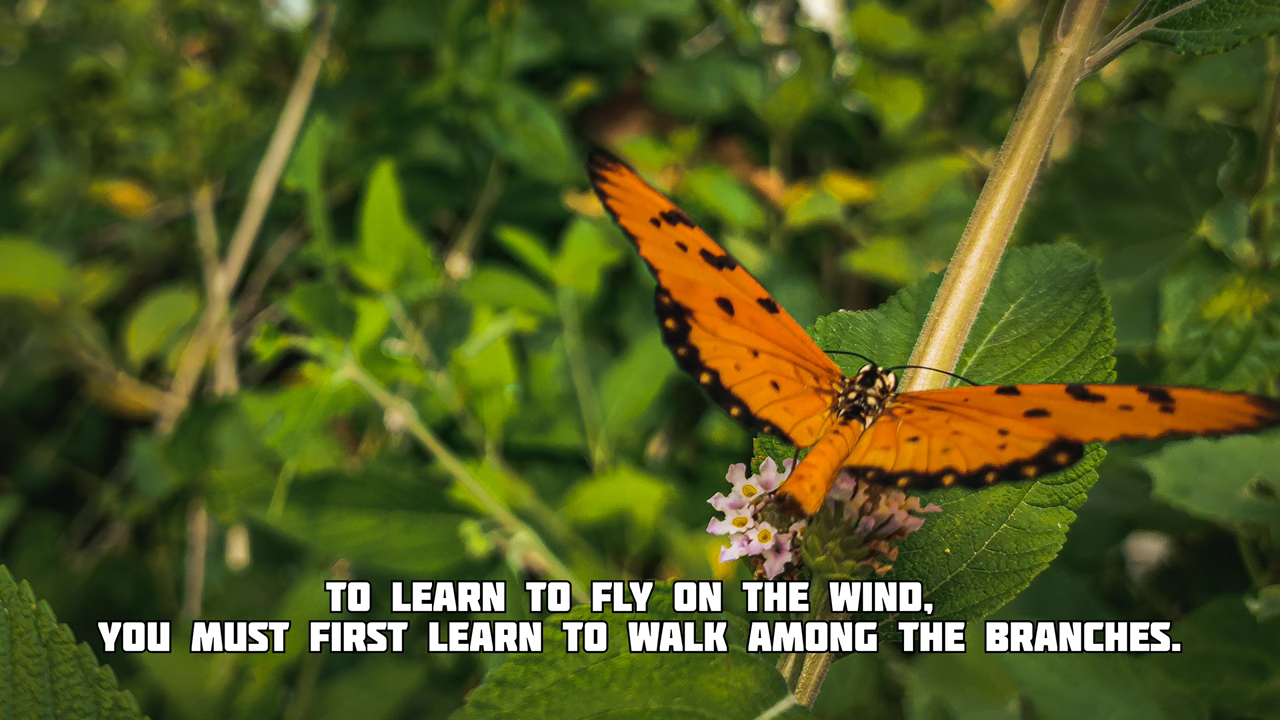 TO LEARN TO FLY ON THE WIND,
YOU MUST FIRST LEARN TO WALK AMONG THE BRANCHES.